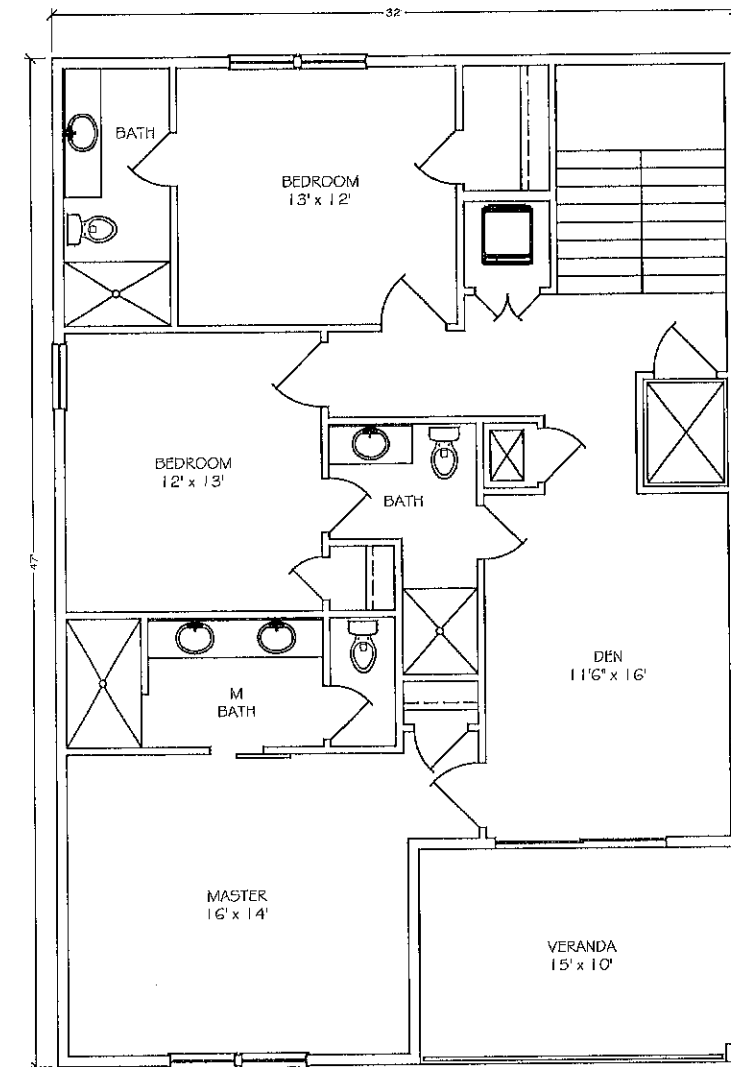 32
BATH
BEDROOM
13' x 12'
47'
BEDROOM
12' x 13'
BATH
DEN
11'6" x 16'
M
BATH
MASTER
16' x 14'
VERANDA
15' x 10'